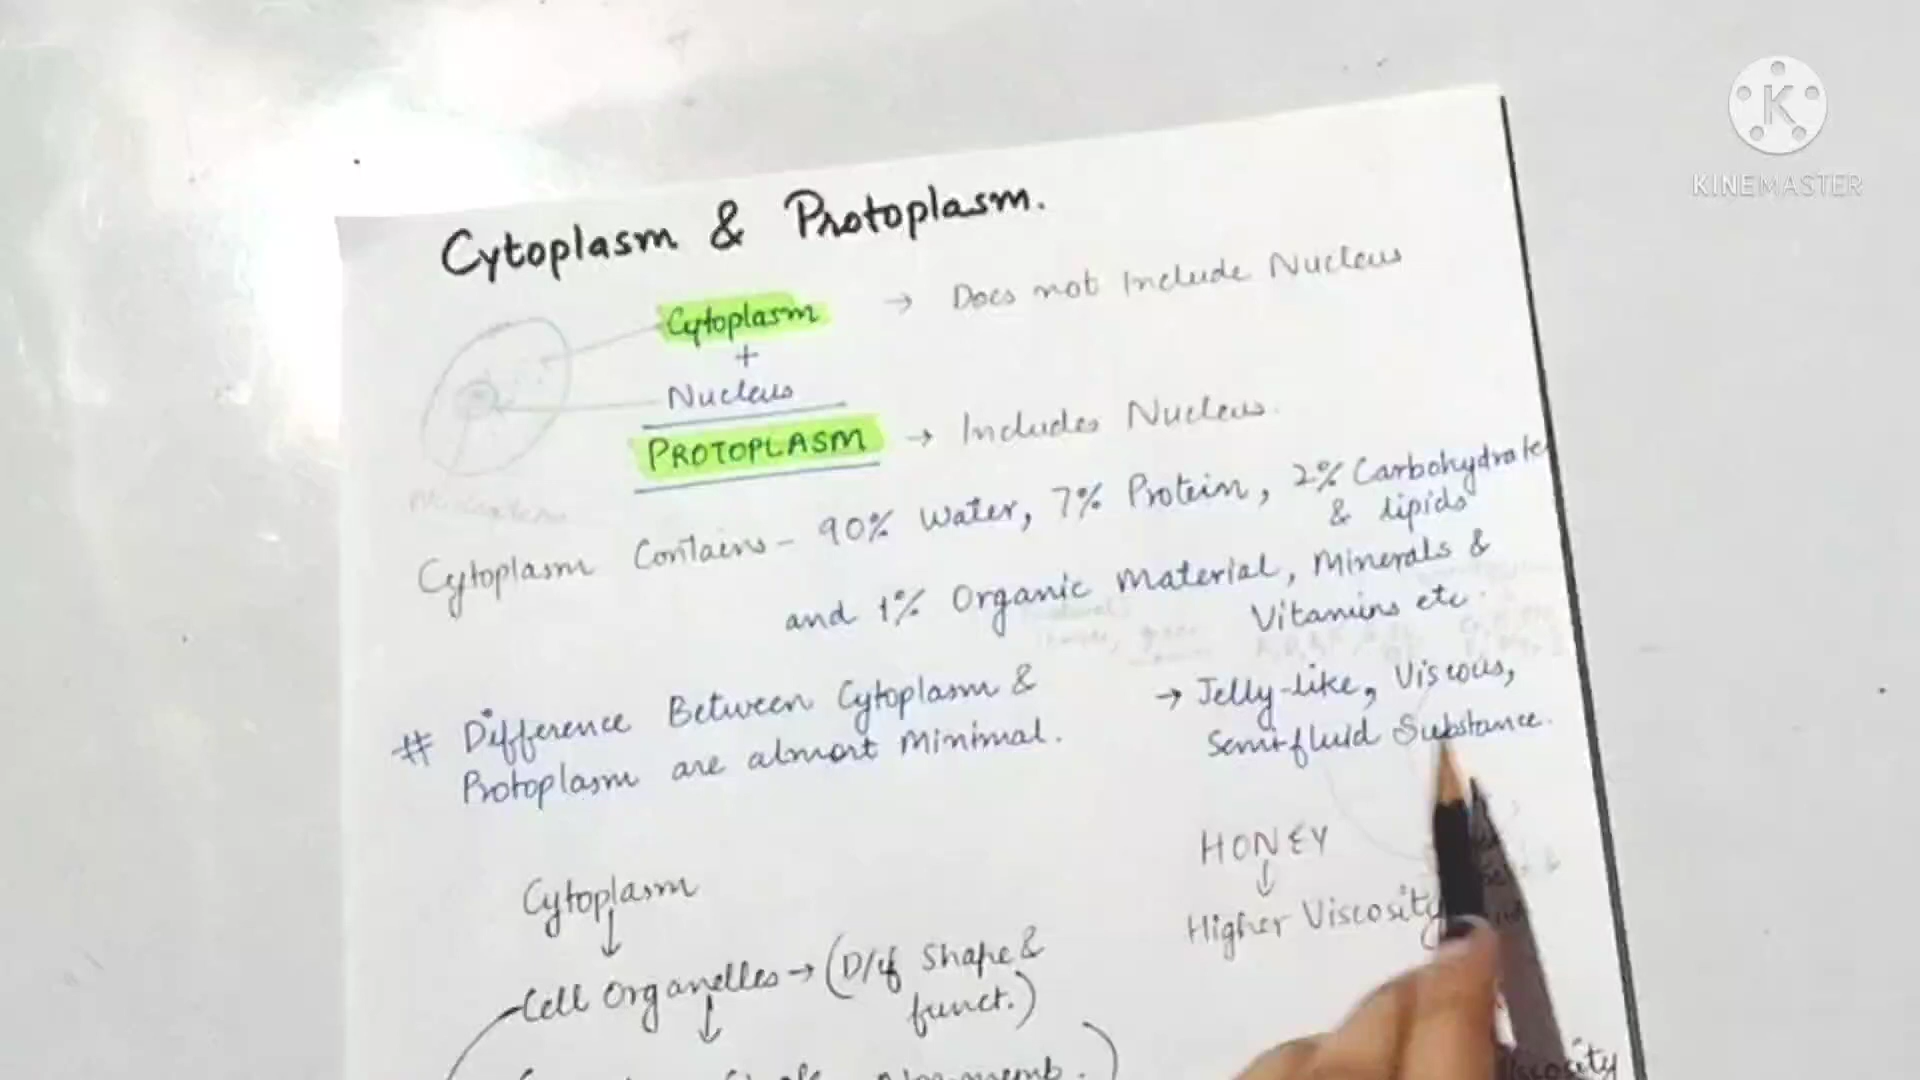 KINEMASTER
Cytoplasm & Protoplasm.
Cytoplasm → Does not Include Nucleus
+
Nucleus
PROTOPLASM → Includes Nucleus.
Cytoplasm Contains - 90% Water, 7% Protein, 2% Carbohydrate
& lipids
and 1% Organic Material, Minerals &
Vitamins etc.
# Difference Between Cytoplasm &
Protoplasm are almost Minimal.
→ Jelly-like, Viscous,
Semi-fluid Substance.
HONEY
↓
Higher Viscosity
Cytoplasm
↓
Cell Organelles → (D/f Shape &
funct.)
↓